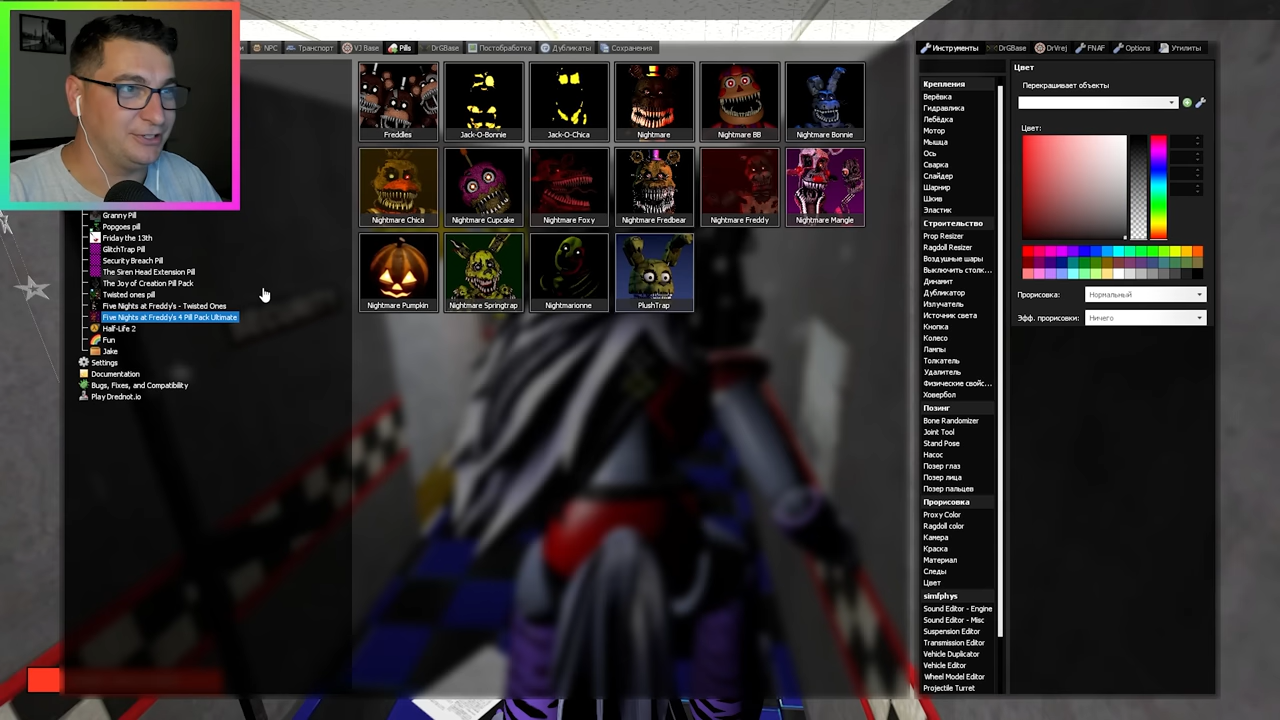 NPC
Транспорт
VJ Base
Pills
DrGBase
Постобработка
Дубликаты
Сохранения
Granny Pill
Popgoes pill
Friday the 13th
GlitchTrap Pill
Security Breach Pill
The Siren Head Extension Pill
The Joy of Creation Pill Pack
Twisted ones pill
Five Nights at Freddy's - Twisted Ones
Five Nights at Freddy's 4 Pill Pack Ultimate
Half-Life 2
Fun
Jake
Settings
Documentation
Bugs, Fixes, and Compatibility
Play Drednot.io
Freddles
Jack-O-Bonnie
Jack-O-Chica
Nightmare
Nightmare BB
Nightmare Bonnie
Nightmare Chica
Nightmare Cupcake
Nightmare Foxy
Nightmare Fredbear
Nightmare Freddy
Nightmare Mangle
Nightmare Pumpkin
Nightmare Springtrap
Nightmarionne
PlushTrap
Инструменты
DrGBase
DrVrej
FNAF
Options
Утилиты
Крепления
Верёвка
Гидравлика
Лебёдка
Мотор
Мышца
Ось
Сварка
Слайдер
Шарнир
Шкив
Эластик
Строительство
Prop Resizer
Ragdoll Resizer
Воздушные шары
Выключить столк...
Динамит
Дубликатор
Излучатель
Источник света
Кнопка
Колесо
Лампы
Толкатель
Удалитель
Физические свойс...
Ховербол
Позинг
Bone Randomizer
Joint Tool
Stand Pose
Насос
Позер глаз
Позер лица
Позер пальцев
Прорисовка
Proxy Color
Ragdoll color
Камера
Краска
Материал
Следы
Цвет
simfphys
Sound Editor - Engine
Sound Editor - Misc
Suspension Editor
Transmission Editor
Vehicle Duplicator
Vehicle Editor
Wheel Model Editor
Projectile Turret
Цвет
Перекрашивает объекты
Цвет:
Прорисовка:
Нормальный
Эфф. прорисовки:
Ничего